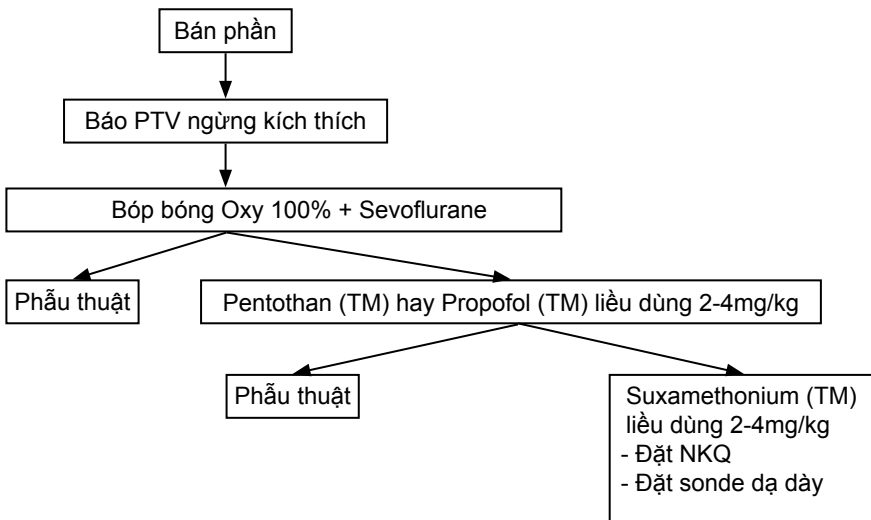 Bán phần
Báo PTV ngừng kích thích
Bóp bóng Oxy 100% + Sevoflurane
Phẫu thuật
Pentothan (TM) hay Propofol (TM) liều dùng 2-4mg/kg
Phẫu thuật
Suxamethonium (TM)
liều dùng 2-4mg/kg
- Đặt NKQ
- Đặt sonde dạ dày